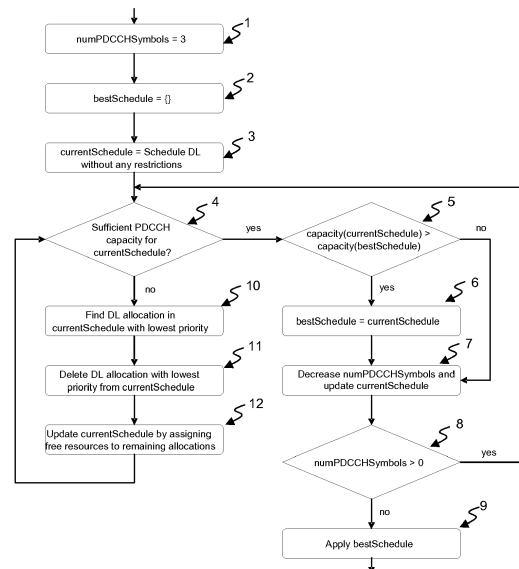 1
numPDCCHSymbols = 3
2
bestSchedule = {}
3
currentSchedule = Schedule DL
without any restrictions
4
Sufficient PDCCH
capacity for
currentSchedule?
yes
5
capacity(currentSchedule) >
capacity(bestSchedule)
no
no
yes
10
Find DL allocation in
currentSchedule with lowest priority
6
bestSchedule = currentSchedule
11
Delete DL allocation with lowest
priority from currentSchedule
7
Decrease numPDCCHSymbols and
update currentSchedule
12
Update currentSchedule by assigning
free resources to remaining allocations
8
numPDCCHSymbols > 0
yes
no
9
Apply bestSchedule